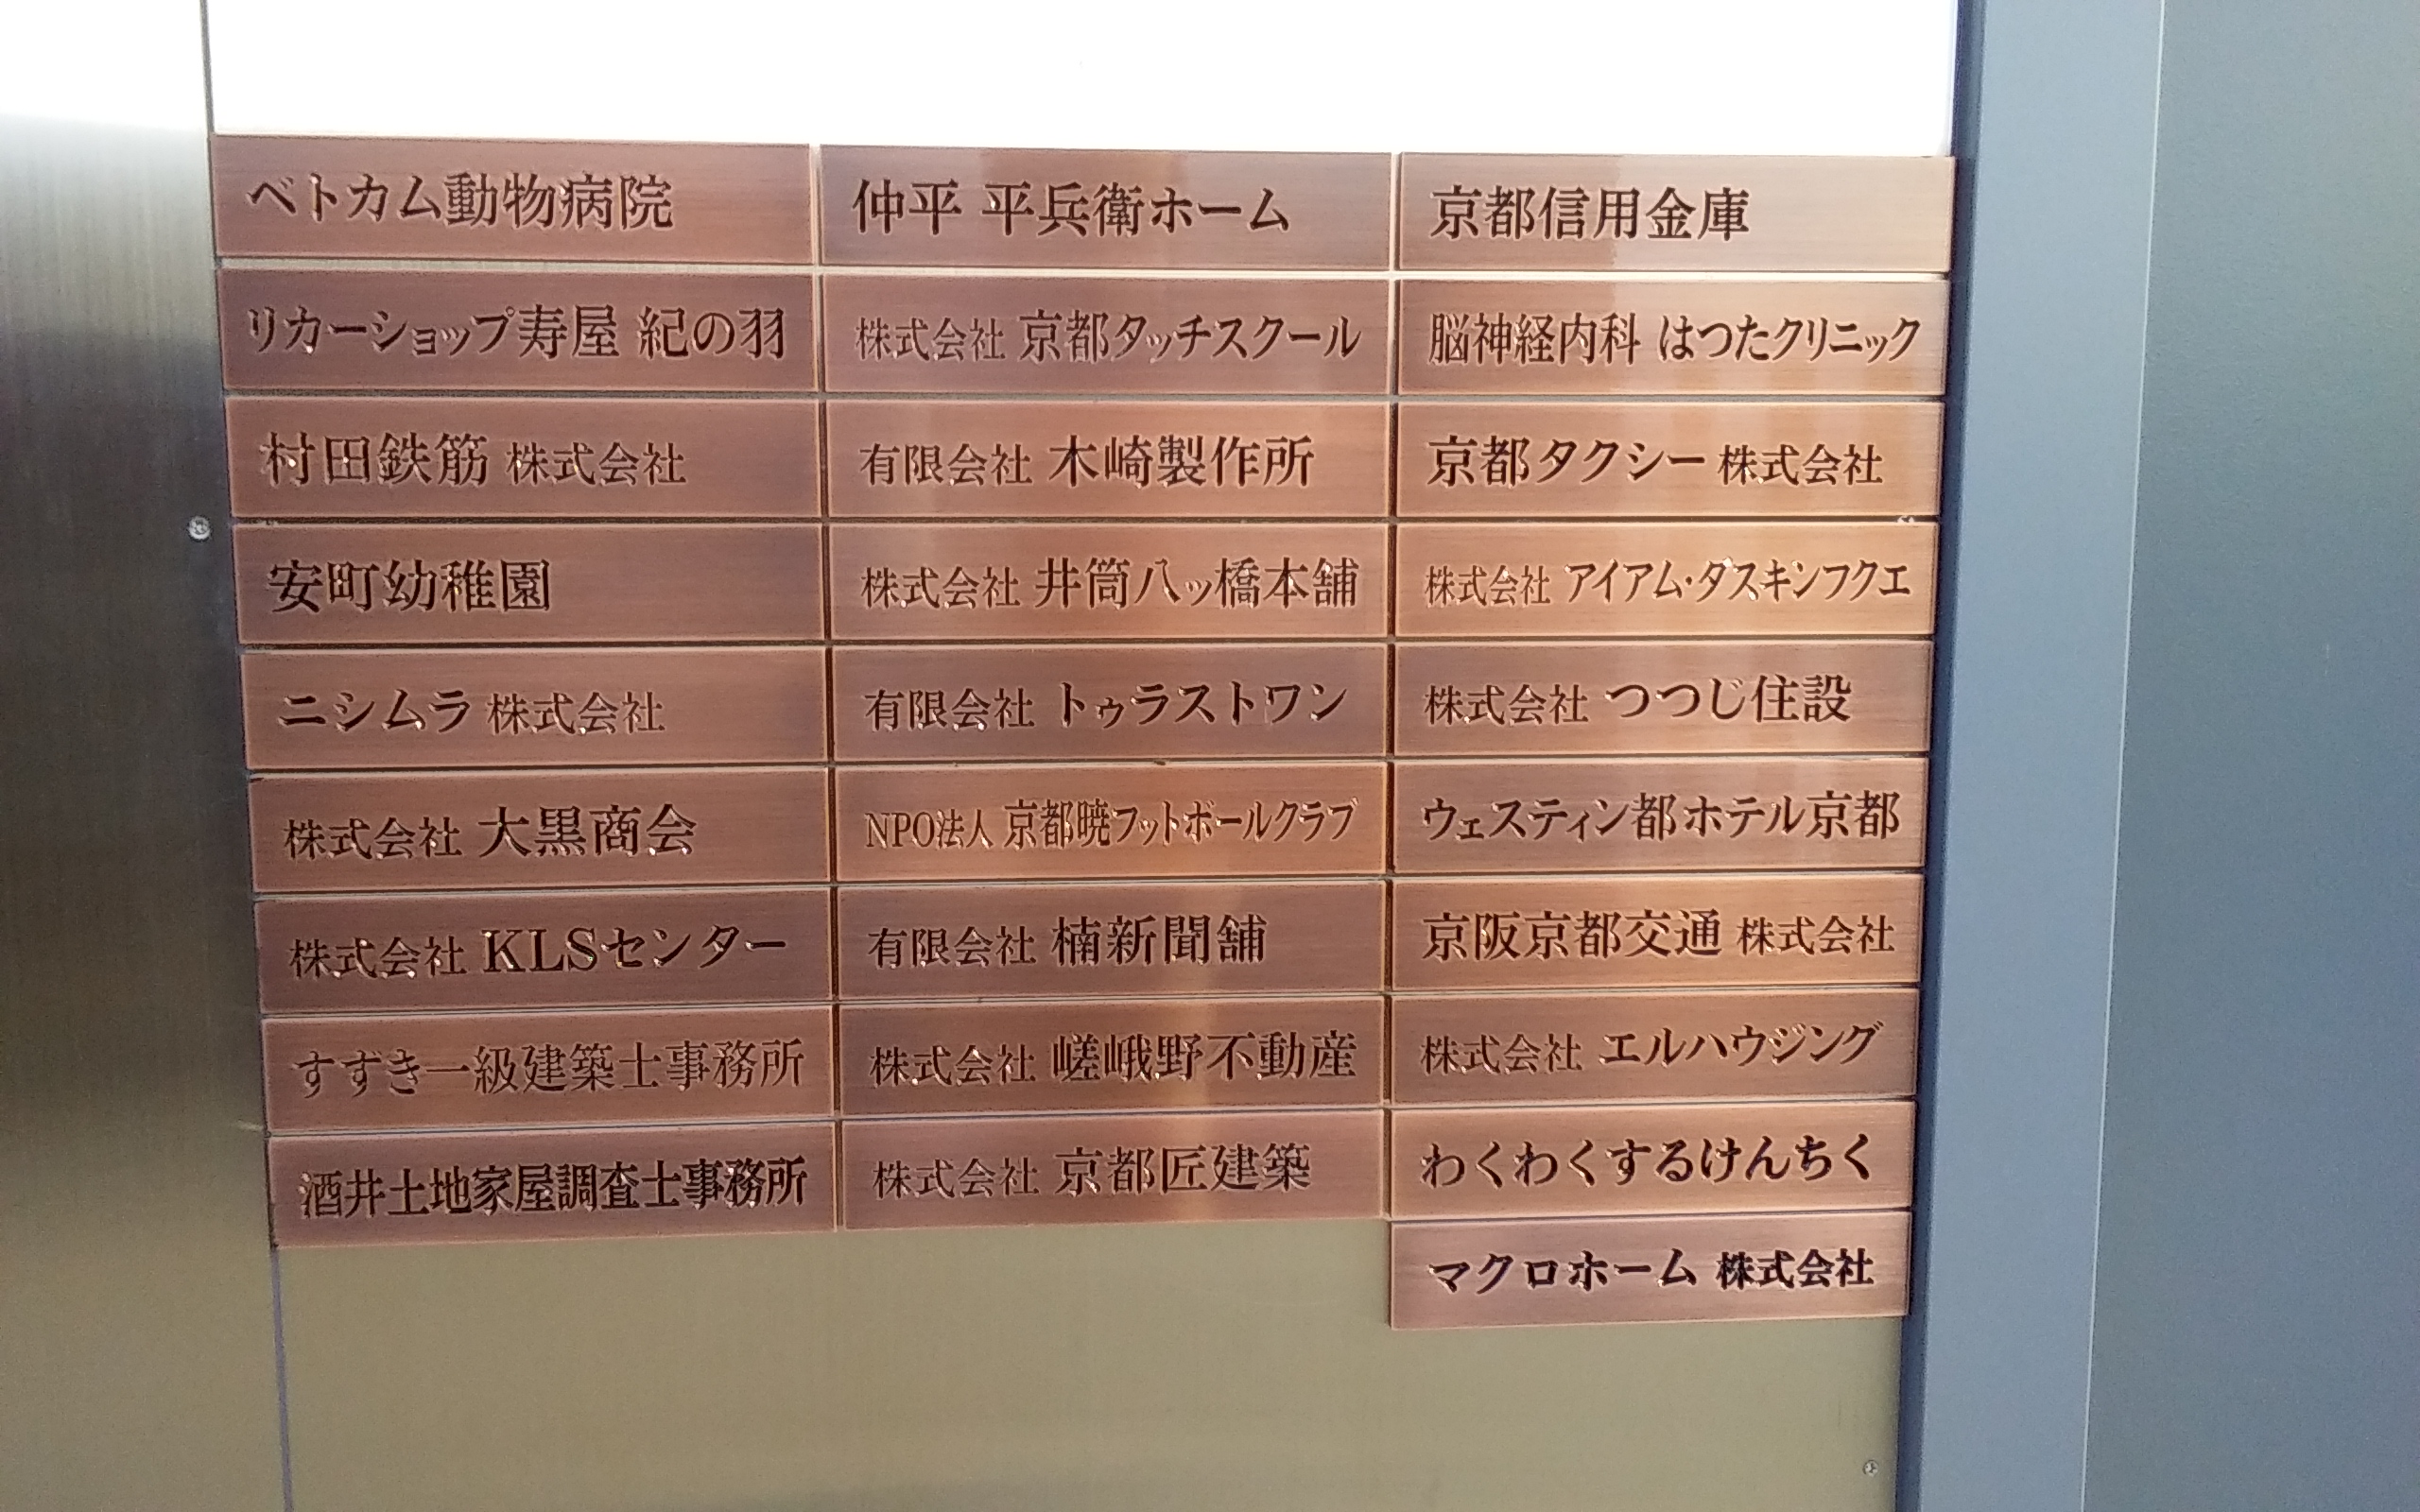 ベトカム動物病院
リカーショップ寿屋 紀の羽
村田鉄筋 株式会社
安町幼稚園
ニシムラ 株式会社
株式会社 大黒商会
株式会社 KLSセンター
すずき一級建築士事務所
酒井土地家屋調査士事務所
仲平 平兵衛ホーム
株式会社 京都タッチスクール
有限会社 木崎製作所
株式会社 井筒八ッ橋本舗
有限会社 トゥラストワン
NPO法人 京都暁フットボールクラブ
有限会社 楠新聞舗
株式会社 嵯峨野不動産
株式会社 京都匠建築
京都信用金庫
脳神経内科 はつたクリニック
京都タクシー 株式会社
株式会社 アイアム・ダスキンフクエ
株式会社 つつじ住設
ウェスティン都ホテル京都
京阪京都交通 株式会社
株式会社 エルハウジング
わくわくするけんちく
マクロホーム 株式会社